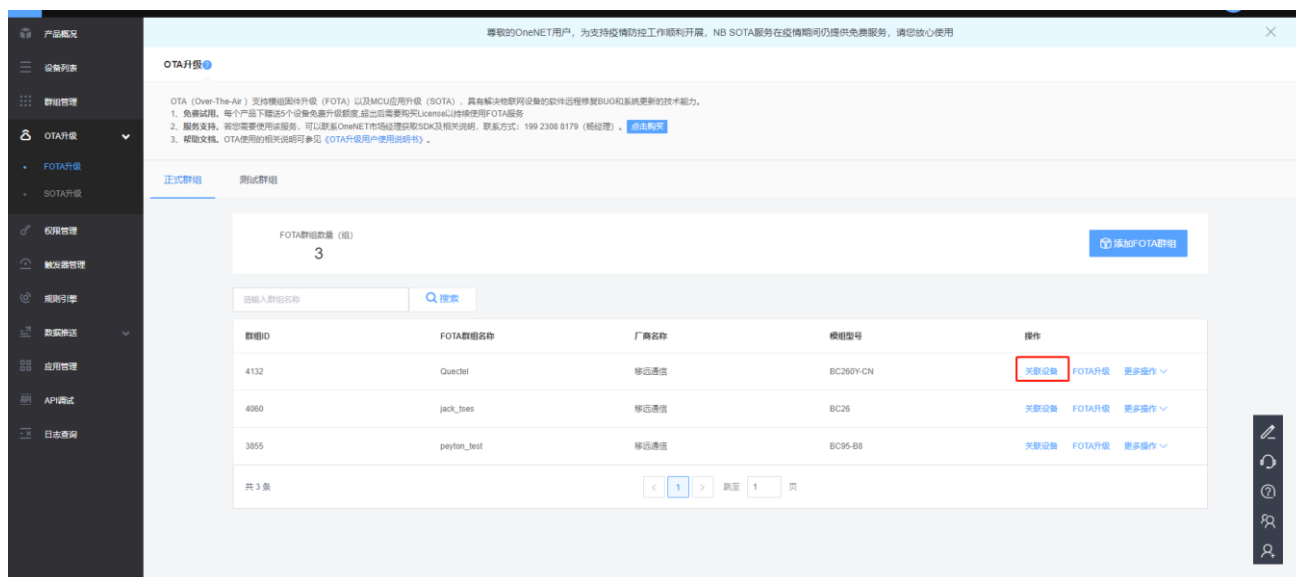 尊敬的OneNET用户，为支持疫情防控工作顺利开展，NB SOTA服务在疫情期间仍提供免费服务，请您放心使用
产品概况
设备列表
群组管理
OTA升级
FOTA升级
SOTA升级
权限管理
触发器管理
规则引擎
数据推送
应用管理
API调试
日志查询
OTA升级
OTA（Over-The-Air ）支持模组固件升级（FOTA）以及MCU应用升级（SOTA），具有解决物联网设备的软件远程修复BUG和系统更新的技术能力。
1、免费试用。每个产品下赠送5个设备免费升级额度,超出后需要购买License以持续使用FOTA服务
2、服务支持。若您需要使用该服务，可以联系OneNET市场经理获取SDK及相关说明，联系方式：199 2308 8179（杨经理）。 点击购买
3、帮助文档。OTA使用的相关说明可参见《OTA升级用户使用说明书》。
正式群组 测试群组
FOTA群组数量（组）
3
添加FOTA群组
请输入群组名称 搜索
群组ID FOTA群组名称 厂商名称 模组型号 操作
4132 Quectel 移远通信 BC260Y-CN 关联设备 FOTA升级 更多操作
4060 jack_tses 移远通信 BC26 关联设备 FOTA升级 更多操作
3855 peyton_test 移远通信 BC95-B8 关联设备 FOTA升级 更多操作
共 3 条 1 跳至 1 页